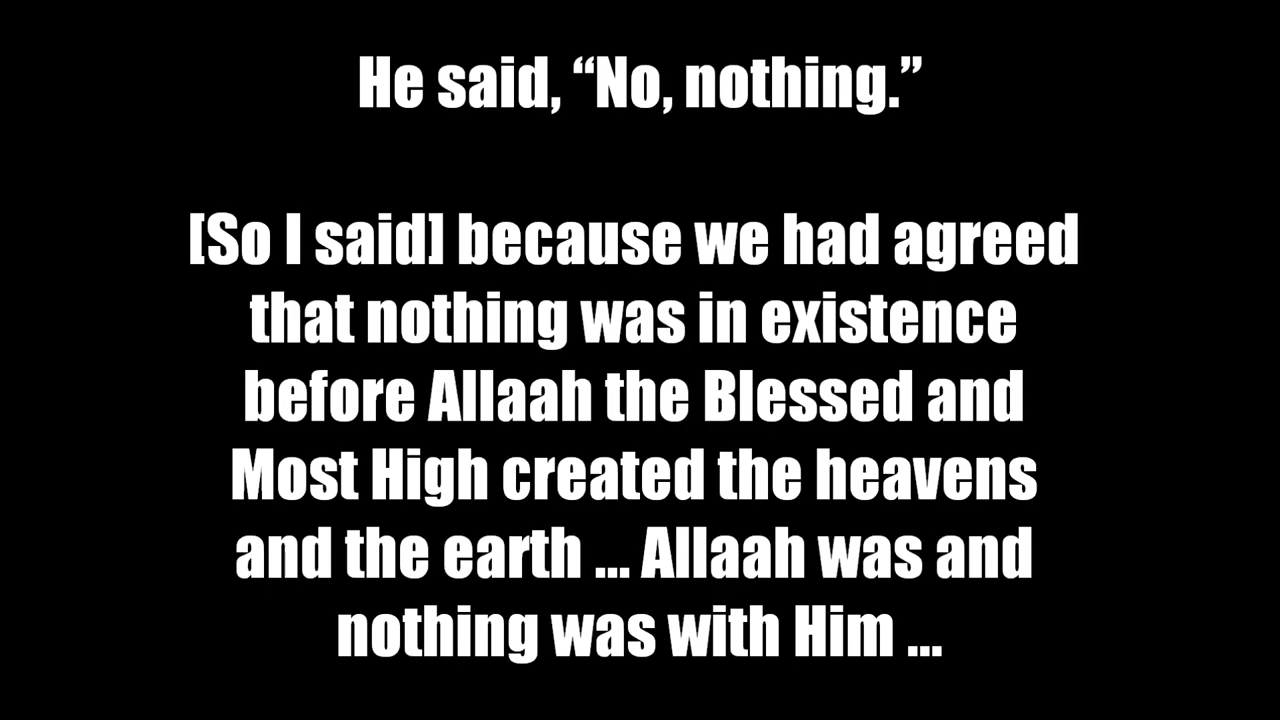 He said, “No, nothing.”
[So I said] because we had agreed
that nothing was in existence
before Allaah the Blessed and
Most High created the heavens
and the earth ... Allaah was and
nothing was with Him ...